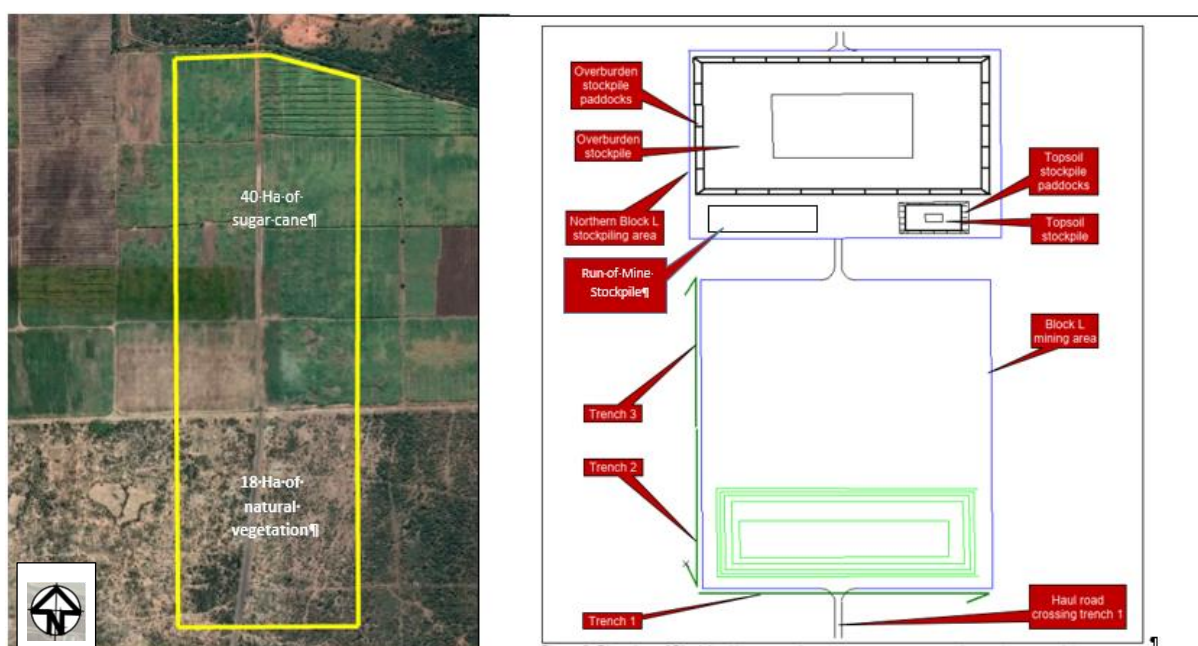 40·Ha·of·
sugar·cane¶
18·Ha·of·
natural·
vegetation¶
N
Overburden
stockpile
paddocks
Overburden
stockpile
Northern Block L
stockpiling area
Run-of-Mine·
Stockpile¶
Topsoil
stockpile
paddocks
Topsoil
stockpile
Block L
mining area
Trench 3
Trench 2
Trench 1
Haul road
crossing trench 1
¶